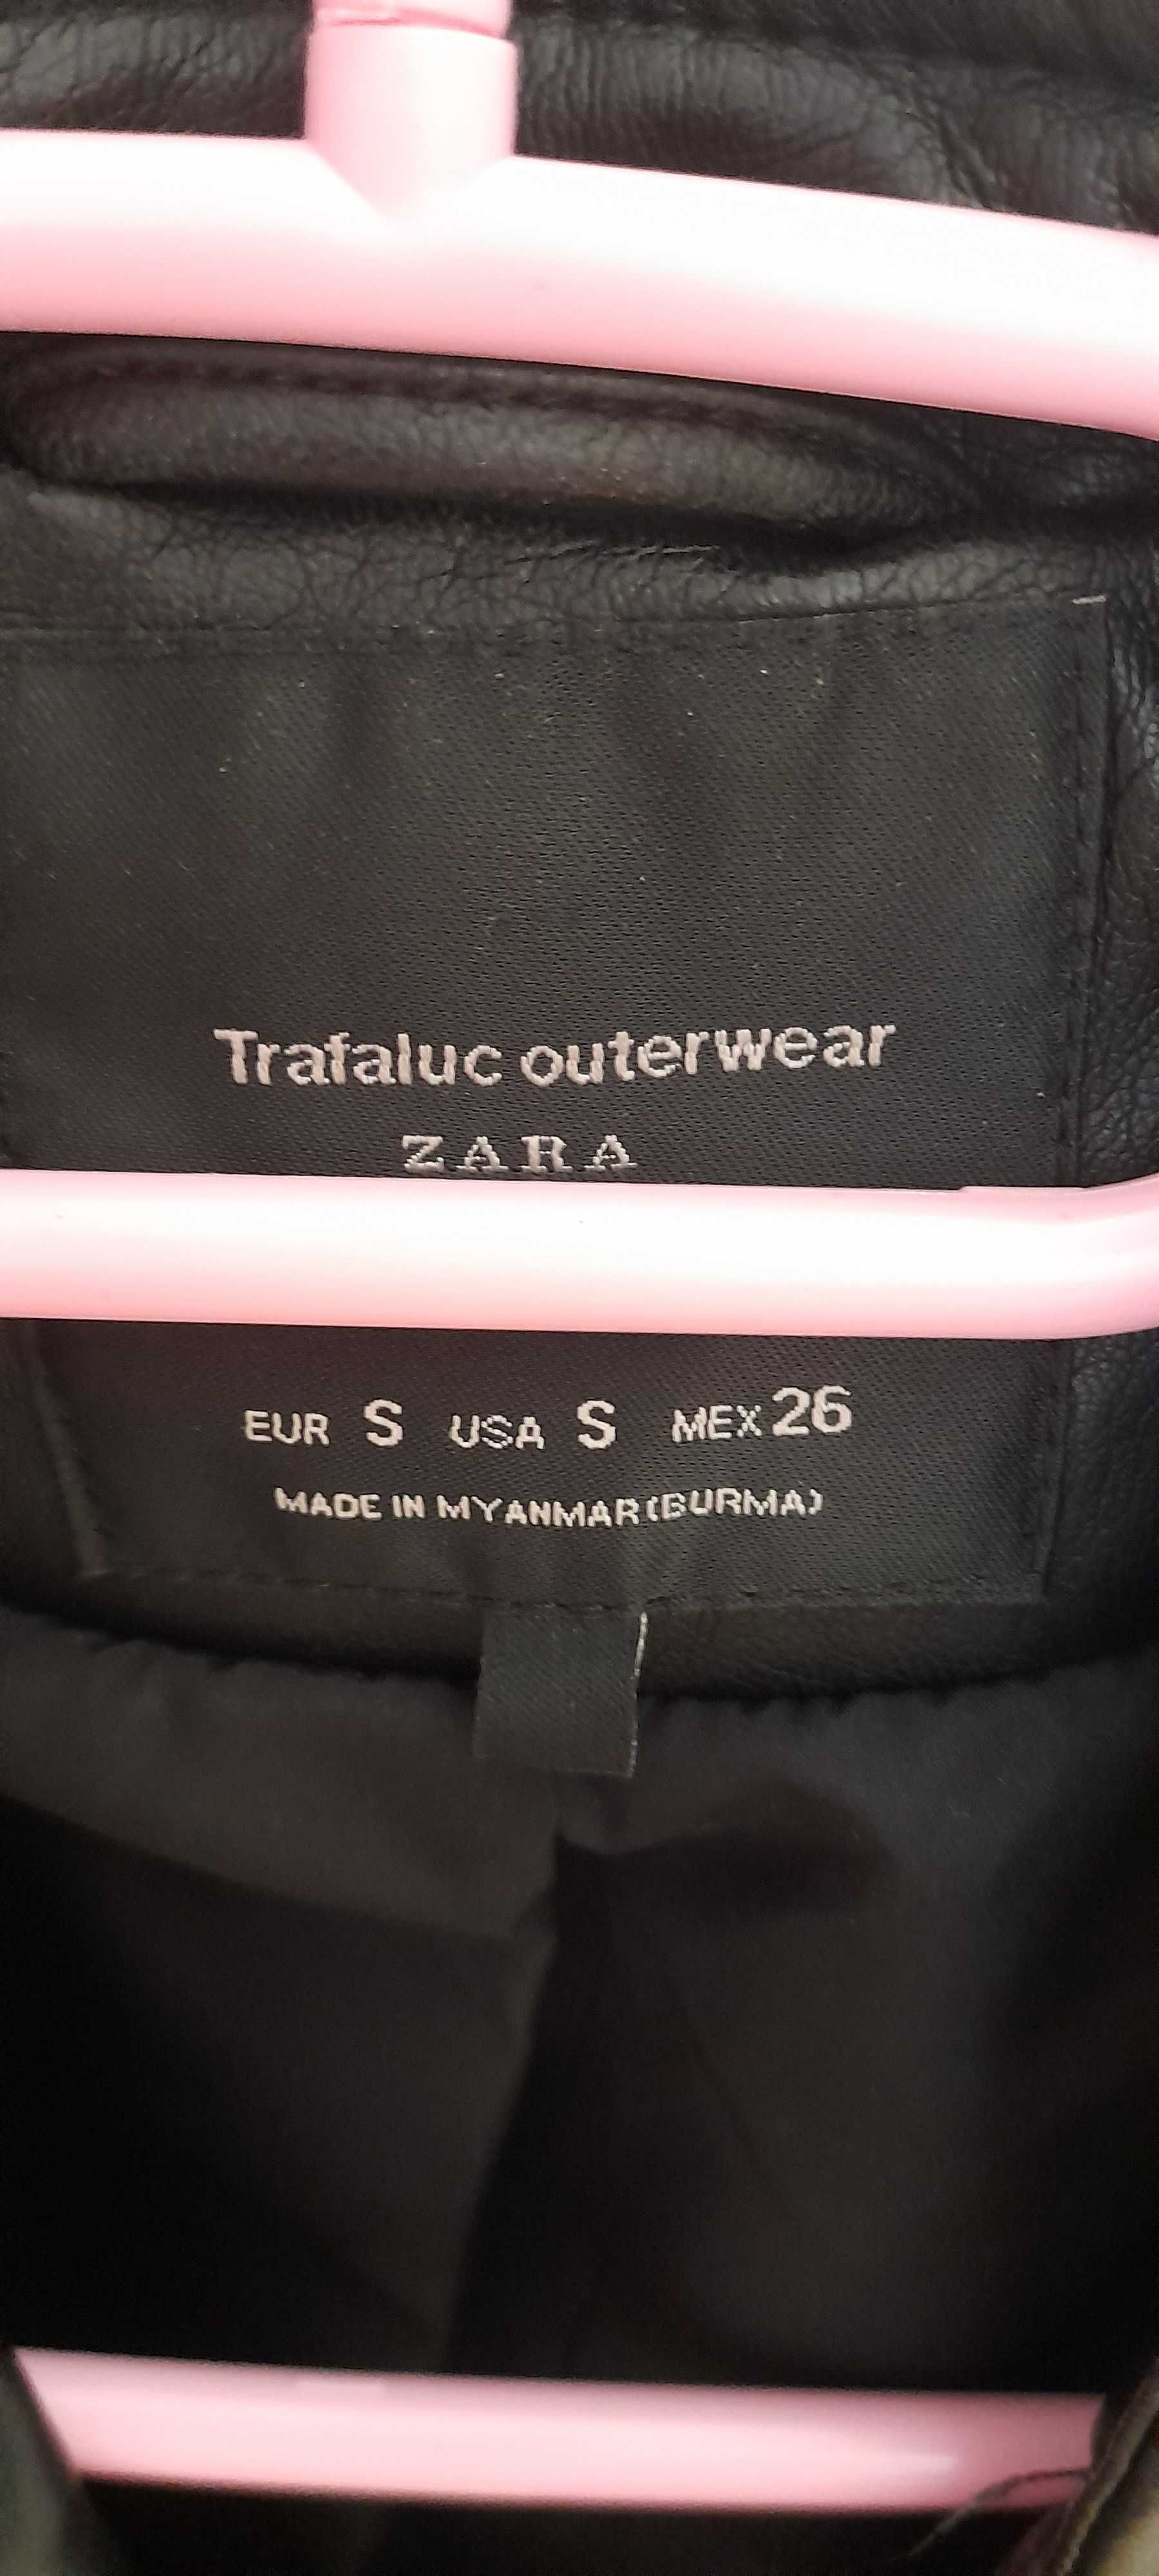 Trafaluc outerwear
ZARA
EUR S USA S MEX 26
MADE IN MYANMAR(BURMA)